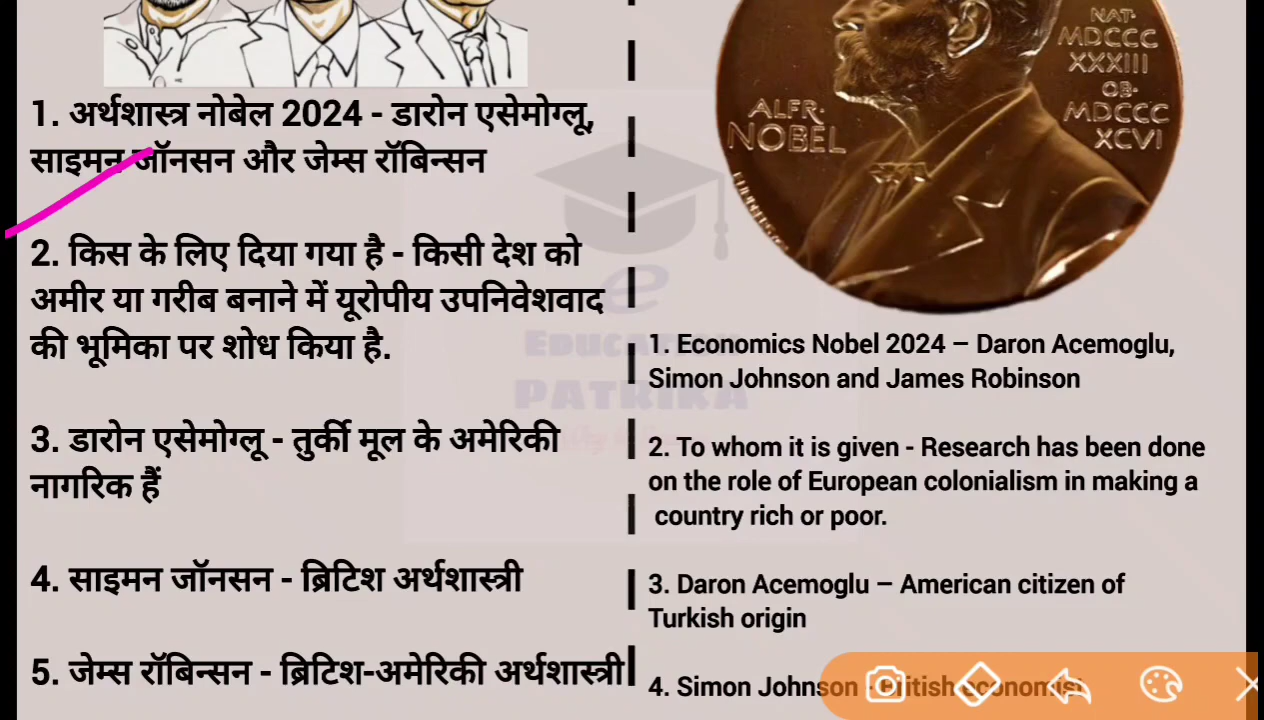 1. अर्थशास्त्र नोबेल 2024 - डारोन एसेमोग्लू,
साइमन जॉनसन और जेम्स रॉबिन्सन
2. किस के लिए दिया गया है - किसी देश को
अमीर या गरीब बनाने में यूरोपीय उपनिवेशवाद
की भूमिका पर शोध किया है.
3. डारोन एसेमोग्लू - तुर्की मूल के अमेरिकी
नागरिक हैं
4. साइमन जॉनसन - ब्रिटिश अर्थशास्त्री
5. जेम्स रॉबिन्सन - ब्रिटिश-अमेरिकी अर्थशास्त्री
NAT·
MDCCC
XXXIII
OB·
MDCCC
XCVI
ALFR·
NOBEL
e
EDUCATION
PATRIKA
1. Economics Nobel 2024 – Daron Acemoglu,
Simon Johnson and James Robinson
2. To whom it is given - Research has been done
on the role of European colonialism in making a
country rich or poor.
3. Daron Acemoglu – American citizen of
Turkish origin
4. Simon Johnson - British economist